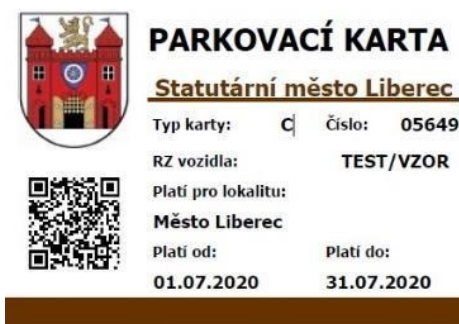 PARKOVACÍ KARTA
Statutární město Liberec
Typ karty: C Číslo: 05649
RZ vozidla: TEST/VZOR
Platí pro lokalitu:
Město Liberec
Platí od: Platí do:
01.07.2020 31.07.2020